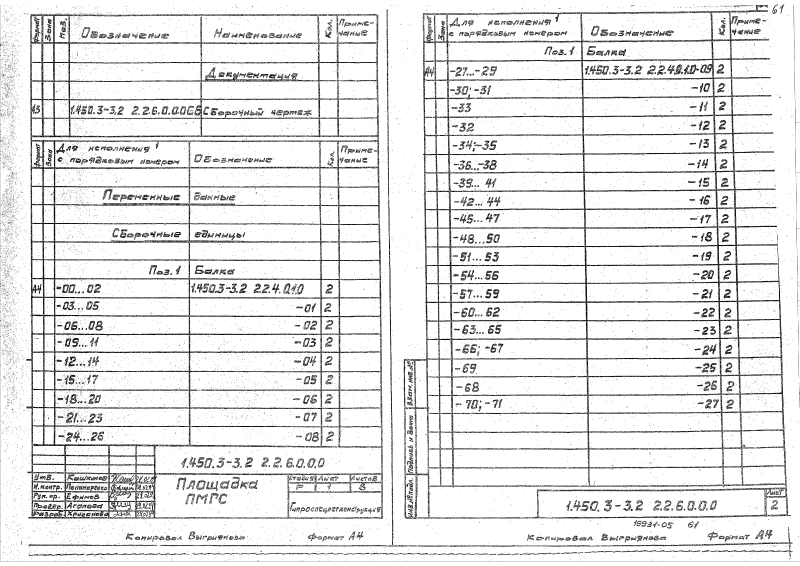 Формат Зона Поз. Обозначение Наименование Кол. Примечание
Документация
А3 1.450.3-3.2 2.2.6.0.0.0СБ Сборочный чертеж
Формат Зона Для исполнения с порядковым номером Обозначение Кол. Примечание
Переменные данные
Сборочные единицы
Поз. 1 Балка
А4 -00...02 1.450.3-3.2 2.2.4.0.1.0 2
-03...05 -01 2
-06...08 -02 2
-09...11 -03 2
-12...14 -04 2
-15...17 -05 2
-18...20 -06 2
-21...23 -07 2
-24...26 -08 2
1.450.3-3.2 2.2.6.0.0.0
Утв.
Н.контр.
Рук. пр. Ефимов
Провер. Агапова
Разраб.
Площадка ПМГС
Стадия Лист Листов
Р 1 8
Гипроспецлегконструкция
Копировал Выгриянова Формат А4
61
Формат Зона Для исполнения с порядковым номером Обозначение Кол. Примечание
Поз. 1 Балка
А4 -27...-29 1.450.3-3.2 2.2.4.0.1.0-09 2
-30; -31 -10 2
-33 -11 2
-32 -12 2
-34; -35 -13 2
-36...-38 -14 2
-39... 41 -15 2
-42... 44 -16 2
-45... 47 -17 2
-48... 50 -18 2
-51... 53 -19 2
-54... 56 -20 2
-57... 59 -21 2
-60... 62 -22 2
-63... 65 -23 2
-66; -67 -24 2
-69 -25 2
-68 -26 2
-70; -71 -27 2
Инв.№подл. Подпись и дата Взам.инв.№
1.450.3-3.2 2.2.6.0.0.0
Лист
2
19931-05 61
Копировал Выгриянова Формат А4